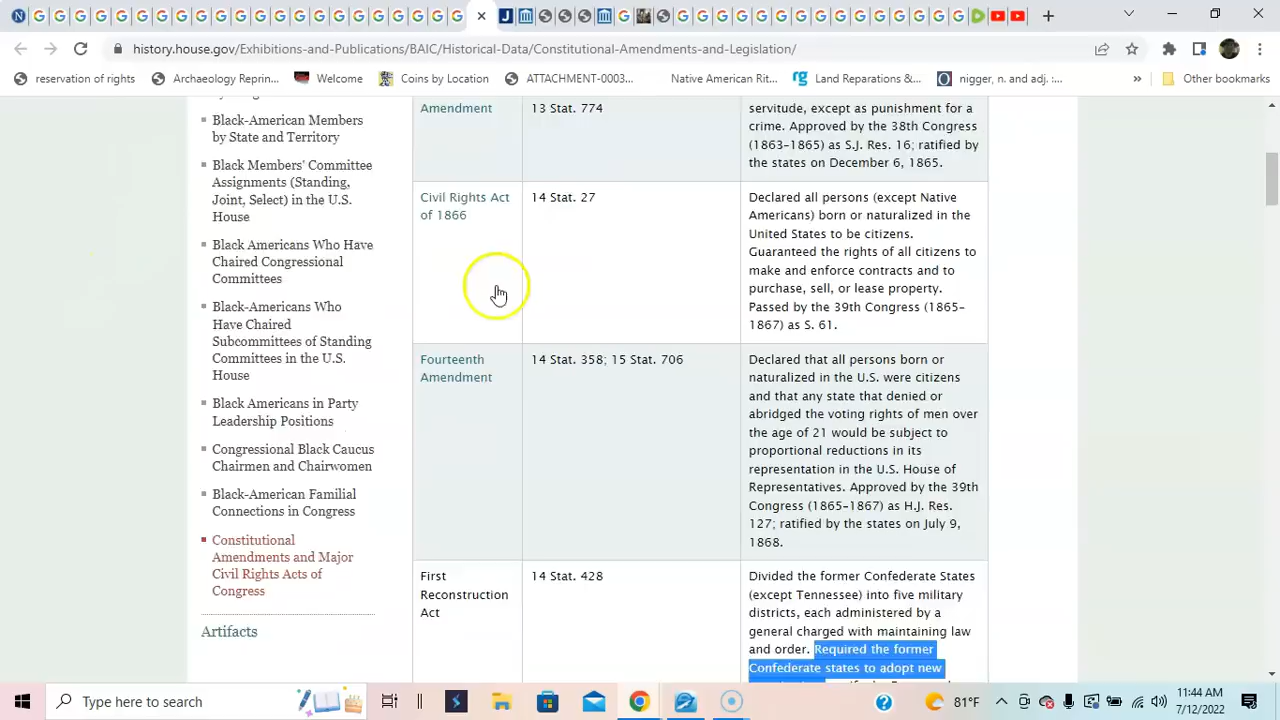 history.house.gov/Exhibitions-and-Publications/BAIC/Historical-Data/Constitutional-Amendments-and-Legislation/
reservation of rights
Archaeology Reprin...
Welcome
Coins by Location
ATTACHMENT-0003...
Native American Rit...
Land Reparations &...
nigger, n. and adj. :...
»
Other bookmarks
Black-American Members
by State and Territory
Black Members' Committee
Assignments (Standing,
Joint, Select) in the U.S.
House
Black Americans Who Have
Chaired Congressional
Committees
Black-Americans Who
Have Chaired
Subcommittees of Standing
Committees in the U.S.
House
Black Americans in Party
Leadership Positions
Congressional Black Caucus
Chairmen and Chairwomen
Black-American Familial
Connections in Congress
Constitutional
Amendments and Major
Civil Rights Acts of
Congress
Artifacts
Amendment
13 Stat. 774
servitude, except as punishment for a
crime. Approved by the 38th Congress
(1863–1865) as S.J. Res. 16; ratified by
the states on December 6, 1865.
Civil Rights Act
of 1866
14 Stat. 27
Declared all persons (except Native
Americans) born or naturalized in the
United States to be citizens.
Guaranteed the rights of all citizens to
make and enforce contracts and to
purchase, sell, or lease property.
Passed by the 39th Congress (1865–
1867) as S. 61.
Fourteenth
Amendment
14 Stat. 358; 15 Stat. 706
Declared that all persons born or
naturalized in the U.S. were citizens
and that any state that denied or
abridged the voting rights of men over
the age of 21 would be subject to
proportional reductions in its
representation in the U.S. House of
Representatives. Approved by the 39th
Congress (1865–1867) as H.J. Res.
127; ratified by the states on July 9,
1868.
First
Reconstruction
Act
14 Stat. 428
Divided the former Confederate States
(except Tennessee) into five military
districts, each administered by a
general charged with maintaining law
and order. Required the former
Confederate states to adopt new
Type here to search
81°F
11:44 AM
7/12/2022